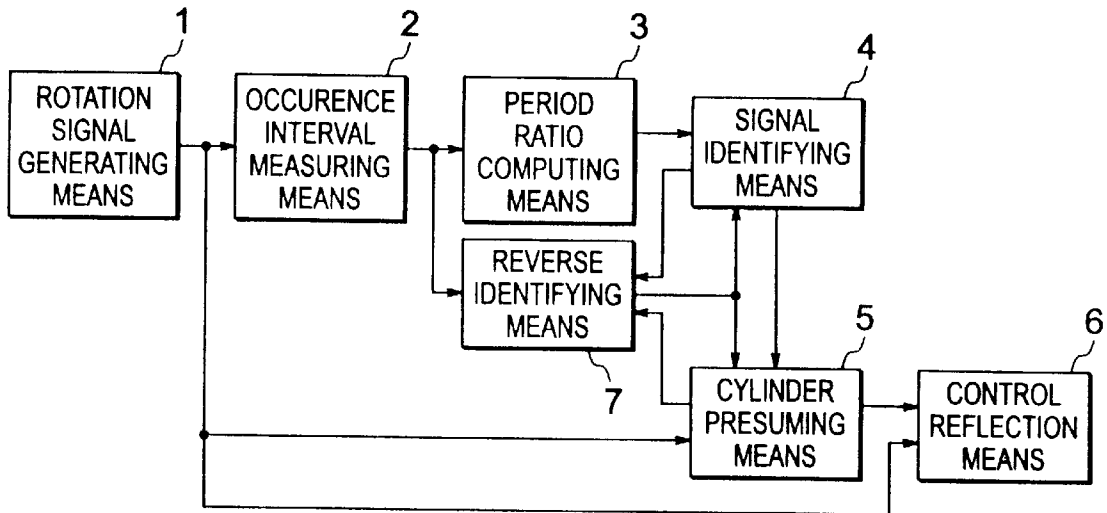 1
ROTATION
SIGNAL
GENERATING
MEANS
2
OCCURENCE
INTERVAL
MEASURING
MEANS
3
PERIOD
RATIO
COMPUTING
MEANS
4
SIGNAL
IDENTIFYING
MEANS
REVERSE
IDENTIFYING
MEANS
7
5
CYLINDER
PRESUMING
MEANS
6
CONTROL
REFLECTION
MEANS